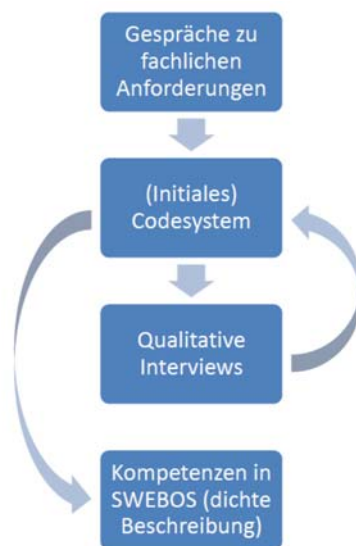 Gespräche zu
fachlichen
Anforderungen
(Initiales)
Codesystem
Qualitative
Interviews
Kompetenzen in
SWEBOS (dichte
Beschreibung)